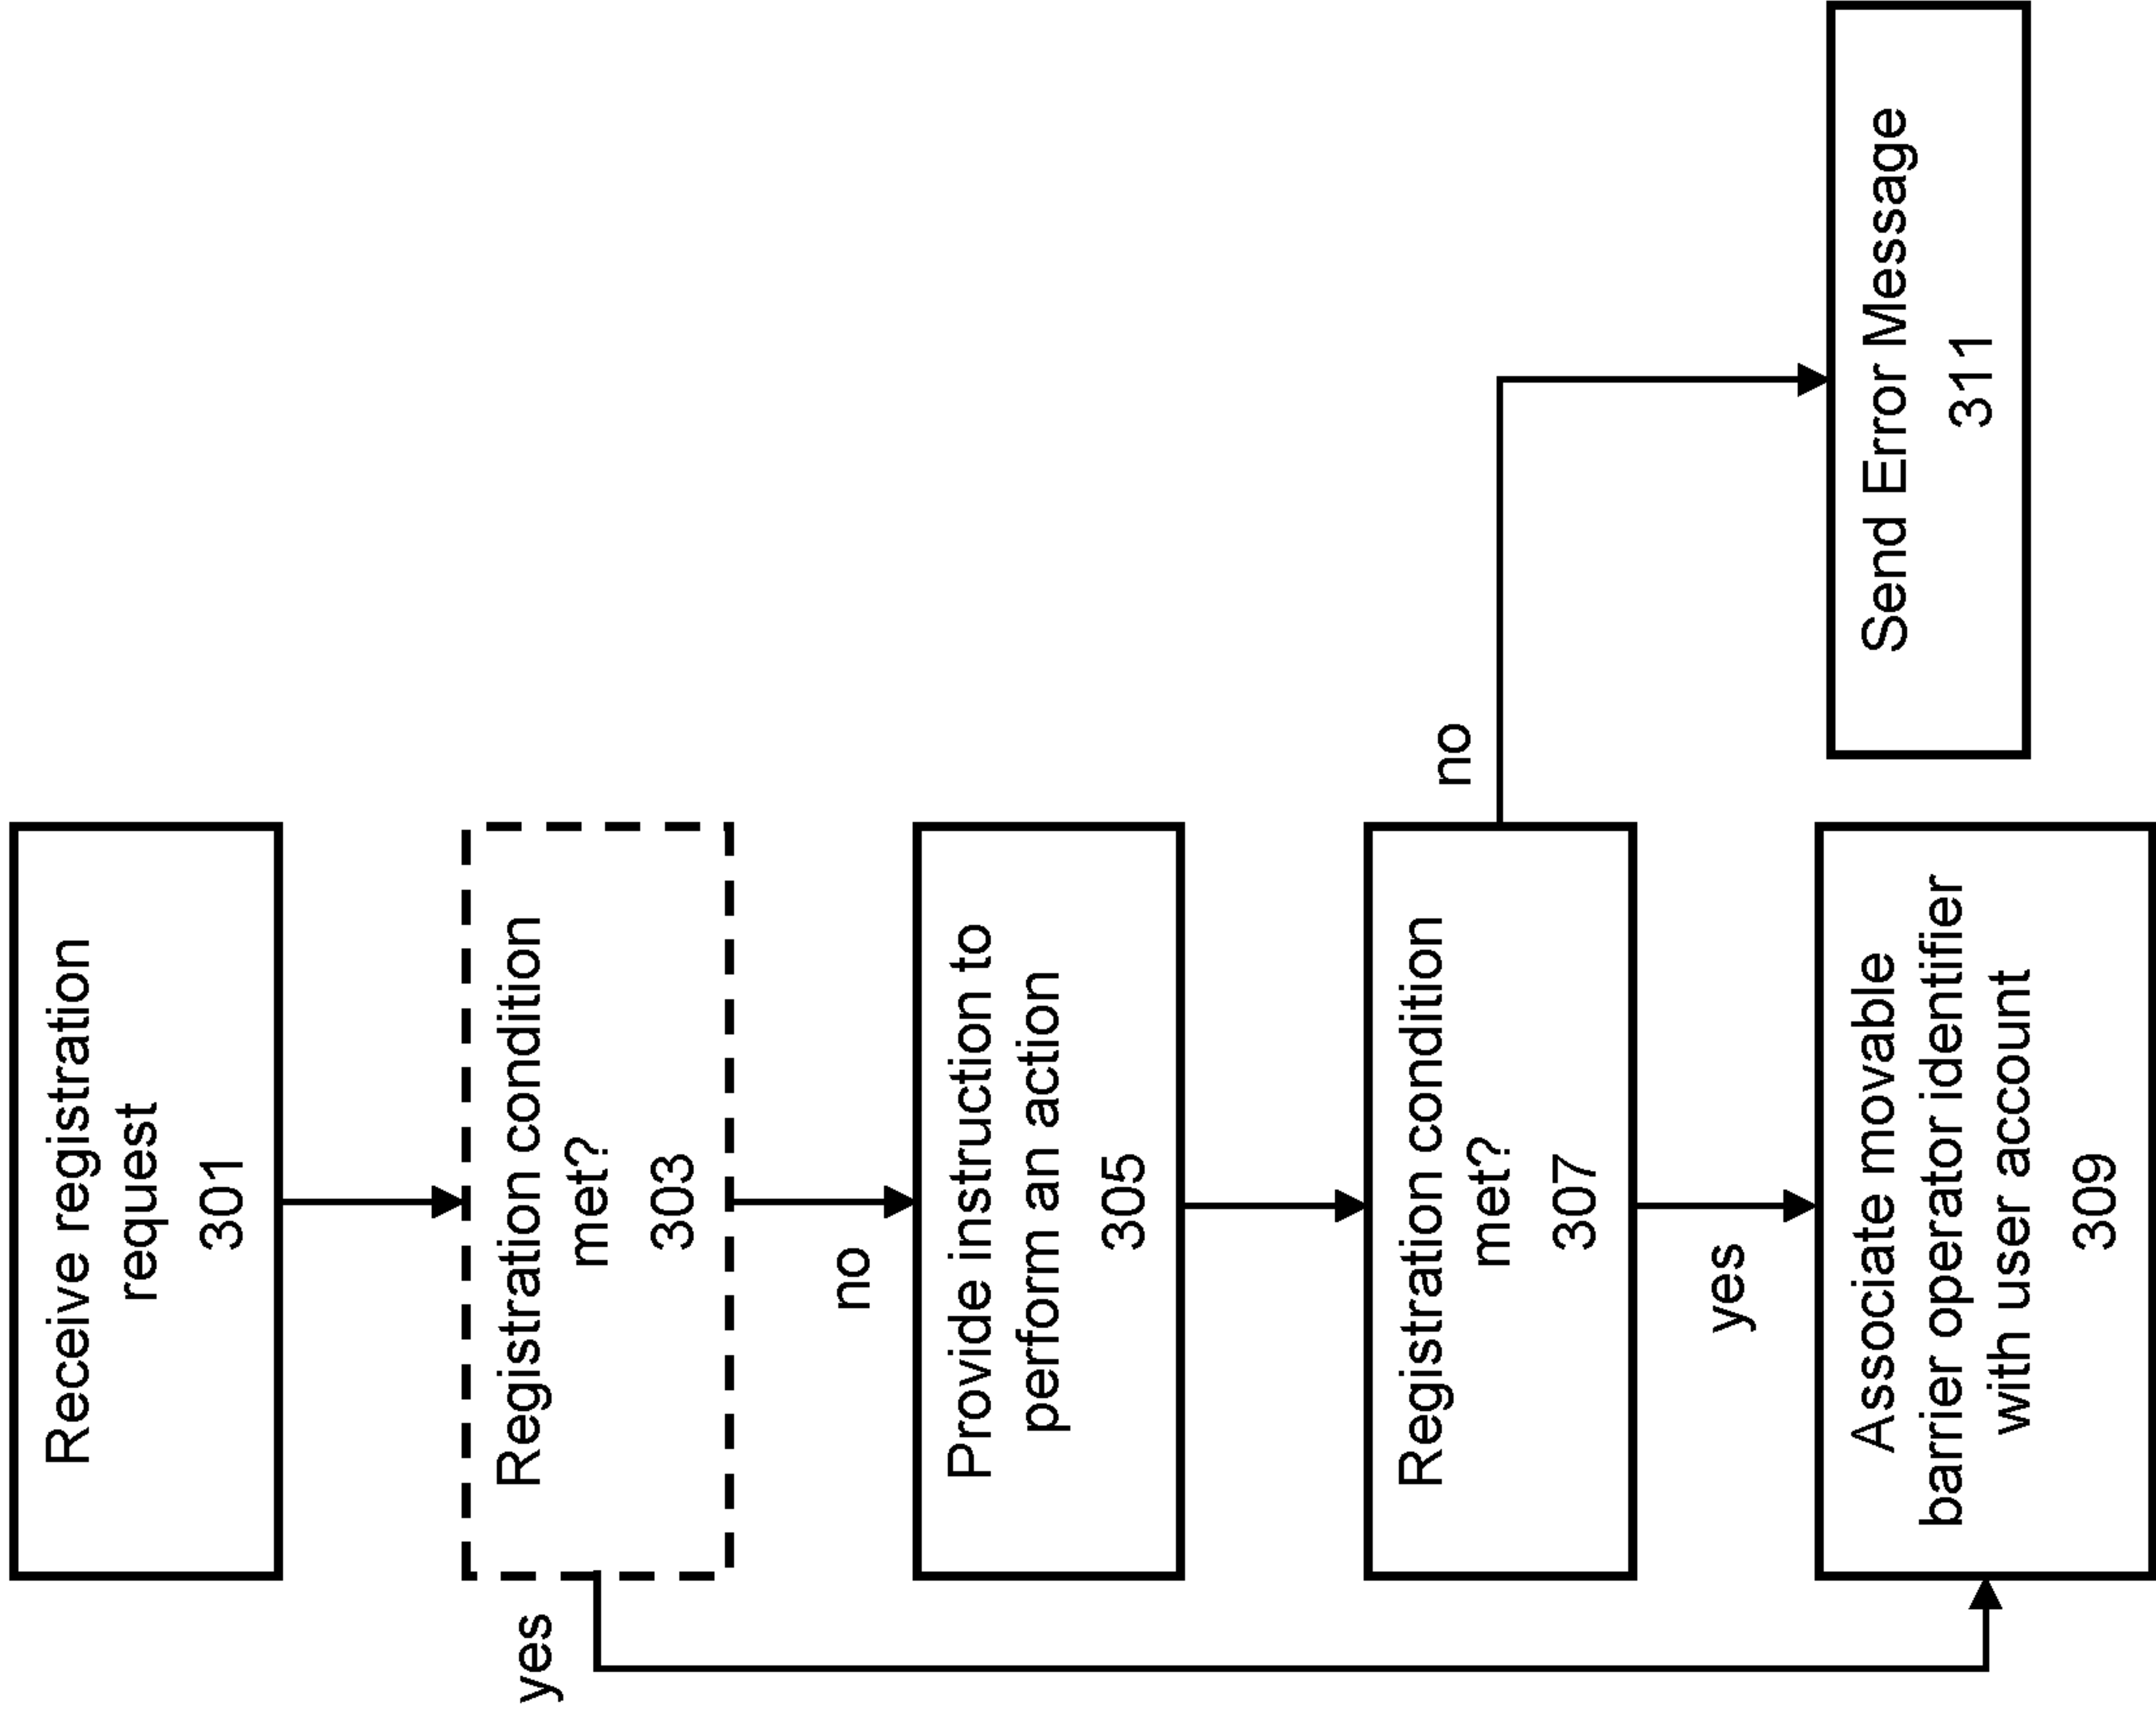 Receive registration
request
301
Registration condition
met?
303
yes
no
Provide instruction to
perform an action
305
Registration condition
met?
307
no
yes
Associate movable
barrier operator identifier
with user account
309
Send Error Message
311